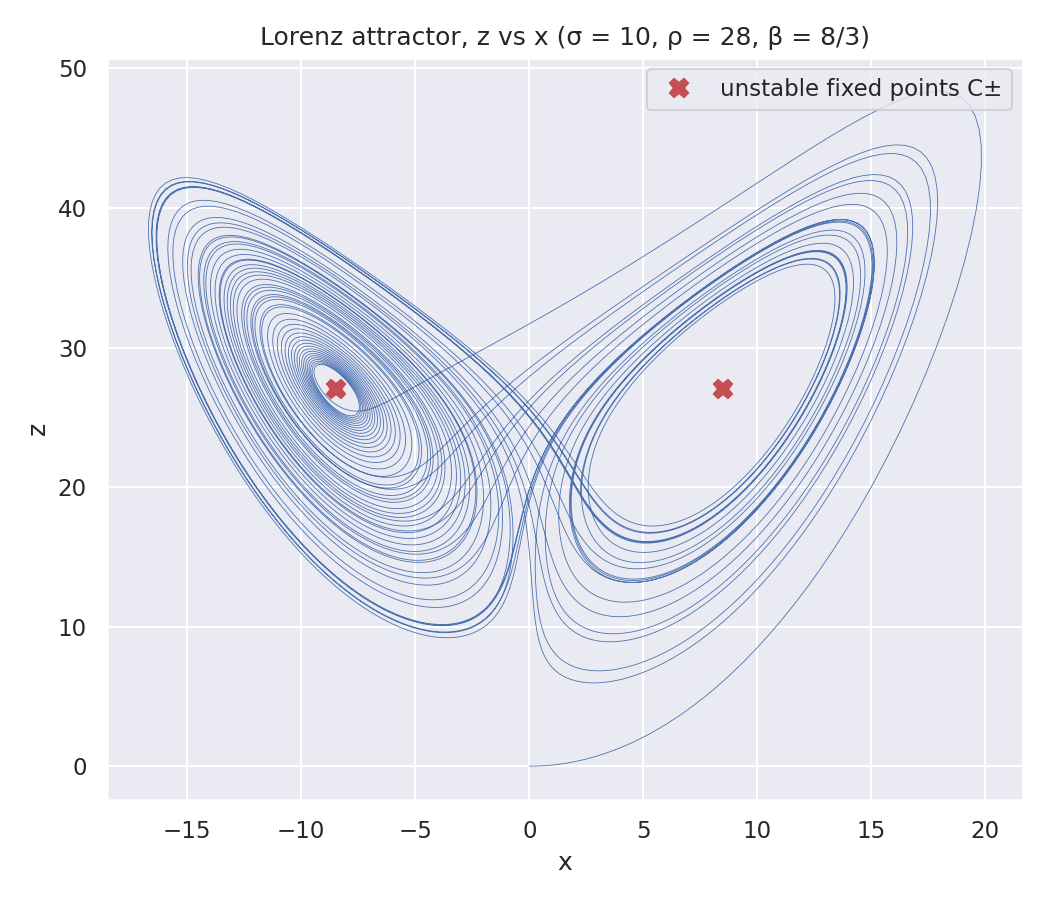 Lorenz attractor, z vs x (σ = 10, ρ = 28, β = 8/3)
unstable fixed points C±
50
40
30
20
10
0
z
−15 −10 −5 0 5 10 15 20
x